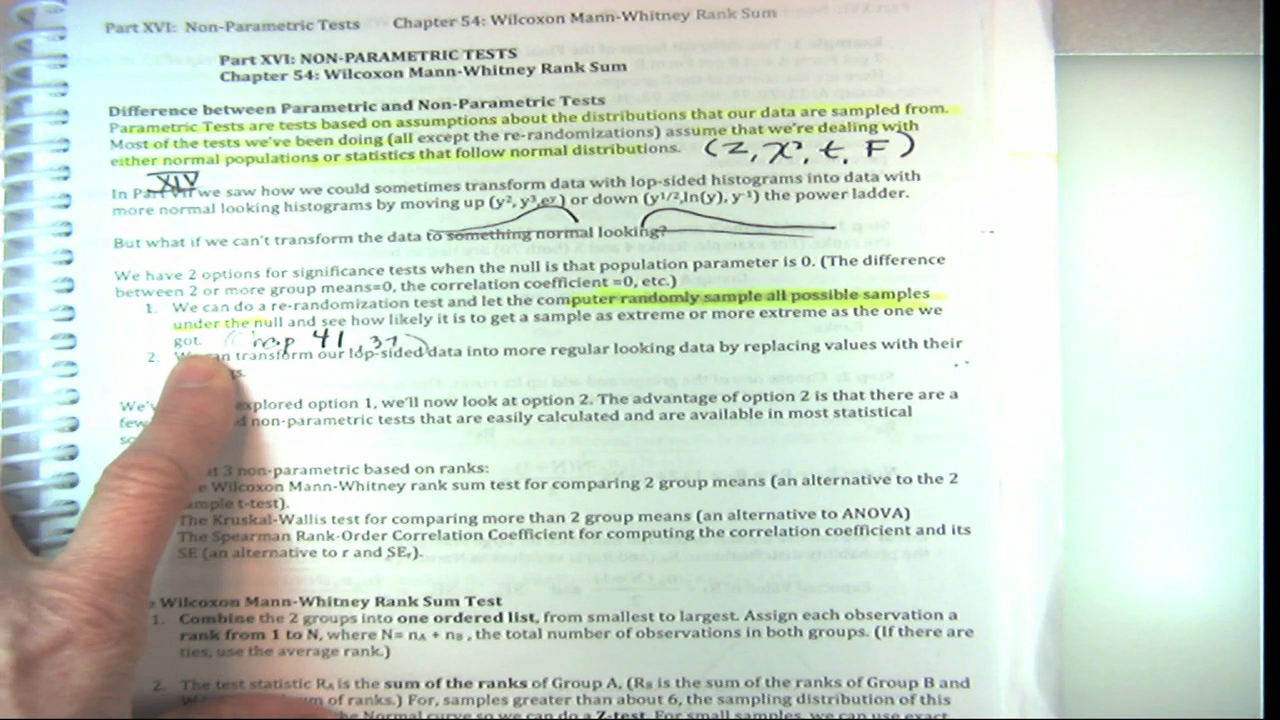 Part XVI: Non-Parametric Tests Chapter 54: Wilcoxon Mann-Whitney Rank Sum
Part XVI: NON-PARAMETRIC TESTS
Chapter 54: Wilcoxon Mann-Whitney Rank Sum
Difference between Parametric and Non-Parametric Tests
Parametric Tests are tests based on assumptions about the distributions that our data are sampled from.
Most of the tests we've been doing (all except the re-randomizations) assume that we're dealing with
either normal populations or statistics that follow normal distributions. (Z, χ², t, F)
XIV
In Part VII we saw how we could sometimes transform data with lop-sided histograms into data with
more normal looking histograms by moving up (y², y³,eʸ) or down (y¹/²,ln(y), y⁻¹) the power ladder.
But what if we can't transform the data to something normal looking?
We have 2 options for significance tests when the null is that population parameter is 0. (The difference
between 2 or more group means=0, the correlation coefficient =0, etc.)
1. We can do a re-randomization test and let the computer randomly sample all possible samples
under the null and see how likely it is to get a sample as extreme or more extreme as the one we
got. 41, 37)
2. We can transform our lop-sided data into more regular looking data by replacing values with their
explored option 1, we'll now look at option 2. The advantage of option 2 is that there are a
few non-parametric tests that are easily calculated and are available in most statistical
3 non-parametric based on ranks:
Wilcoxon Mann-Whitney rank sum test for comparing 2 group means (an alternative to the 2
t-test).
The Kruskal-Wallis test for comparing more than 2 group means (an alternative to ANOVA)
The Spearman Rank-Order Correlation Coefficient for computing the correlation coefficient and its
SE (an alternative to r and SEᵣ).
Wilcoxon Mann-Whitney Rank Sum Test
1. Combine the 2 groups into one ordered list, from smallest to largest. Assign each observation a
rank from 1 to N, where N= nA + nB , the total number of observations in both groups. (If there are
ties, use the average rank.)
2. The test statistic RA is the sum of the ranks of Group A, (RB is the sum of the ranks of Group B and
of ranks.) For, samples greater than about 6, the sampling distribution of this
the Normal curve so we can do a Z-test. For small samples, we can use exact